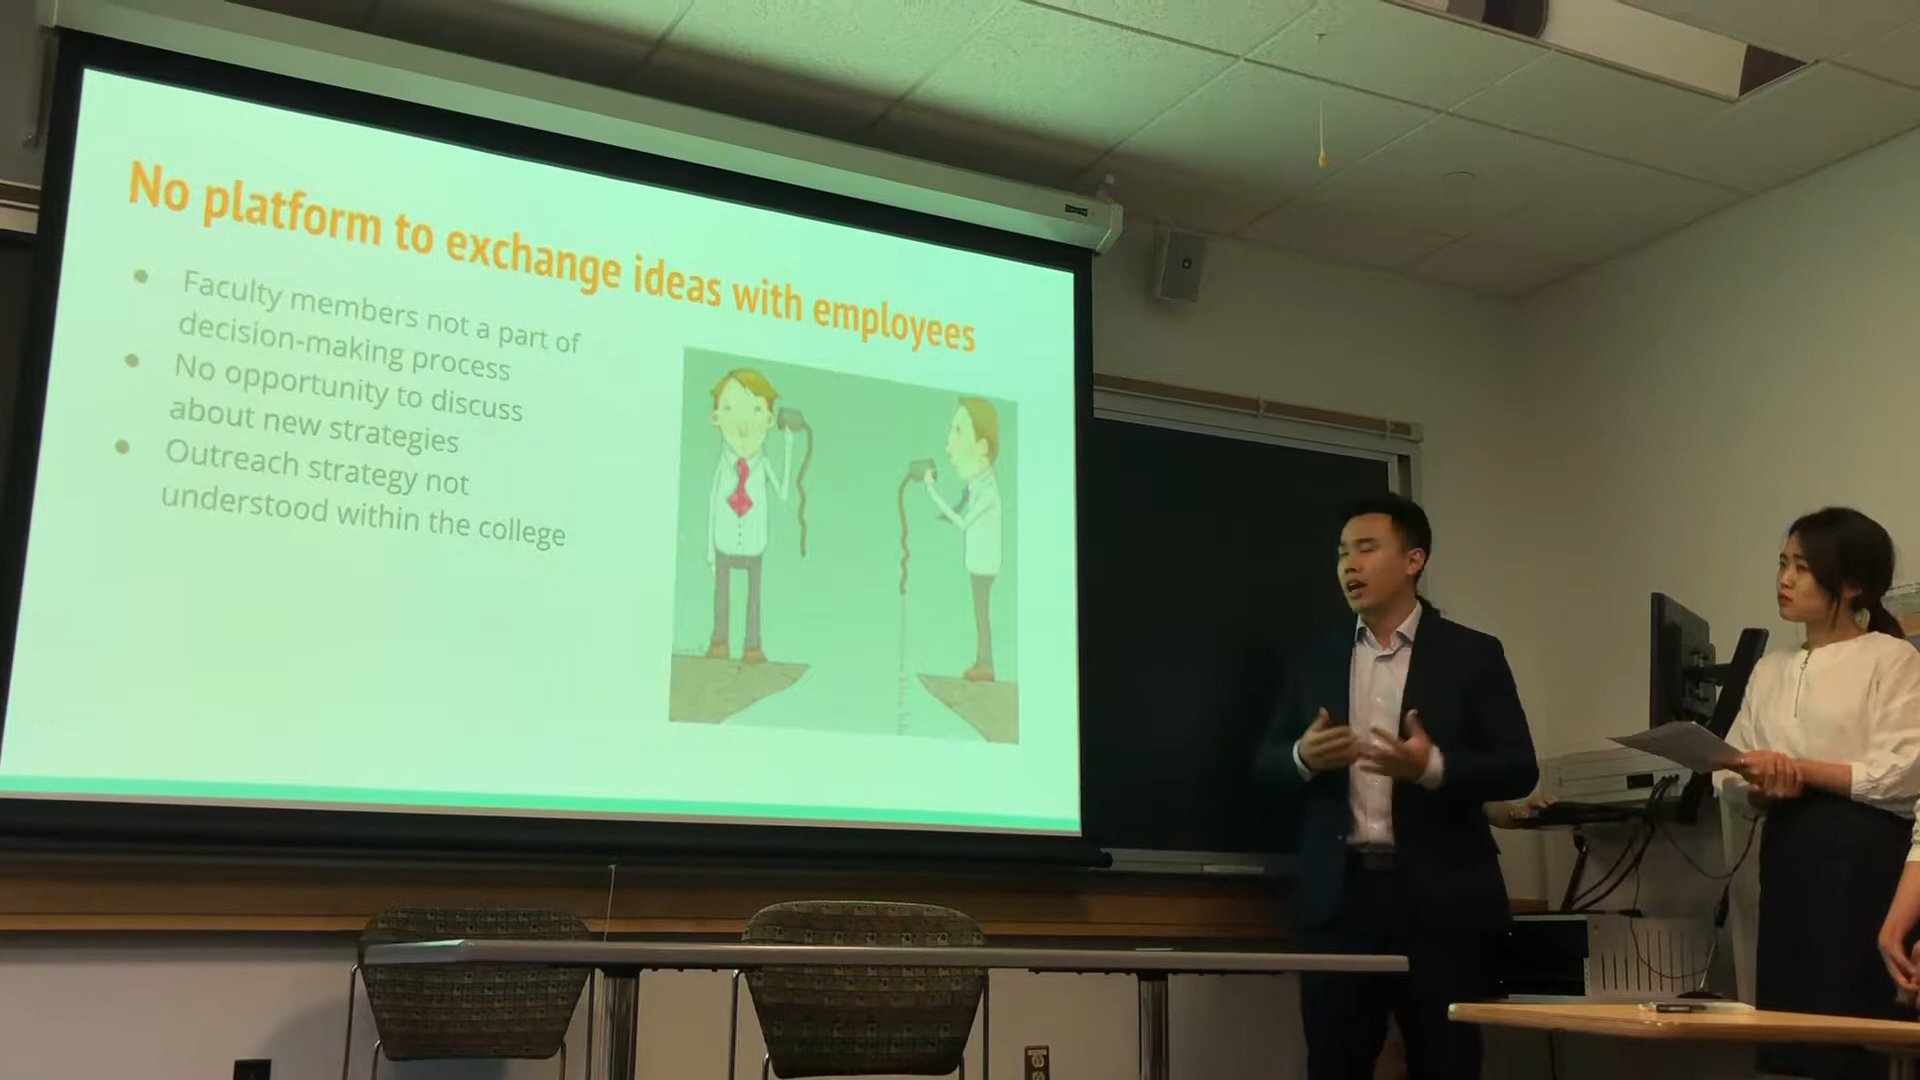 No platform to exchange ideas with employees
Faculty members not a part of
decision-making process
No opportunity to discuss
about new strategies
Outreach strategy not
understood within the college